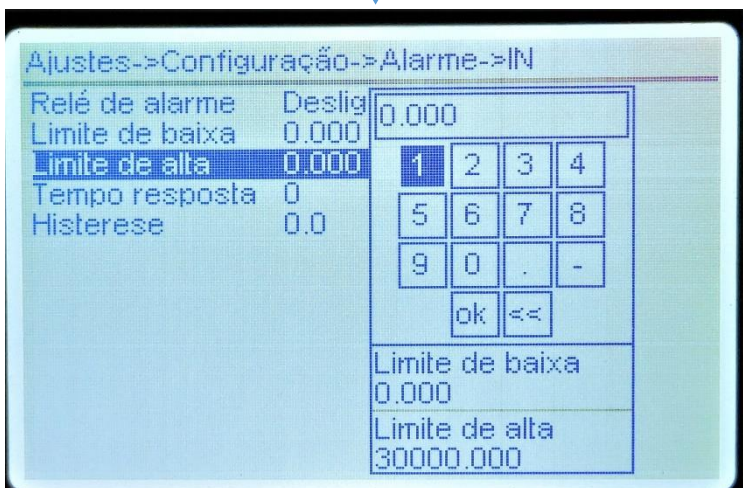 Ajustes->Configuração->Alarme->IN
Relé de alarme Deslig
Limite de baixa 0.000
Limite de alta 0.000
Tempo resposta 0
Histerese 0.0
0.000
1 2 3 4
5 6 7 8
9 0 . -
ok <<
Limite de baixa
0.000
Limite de alta
30000.000